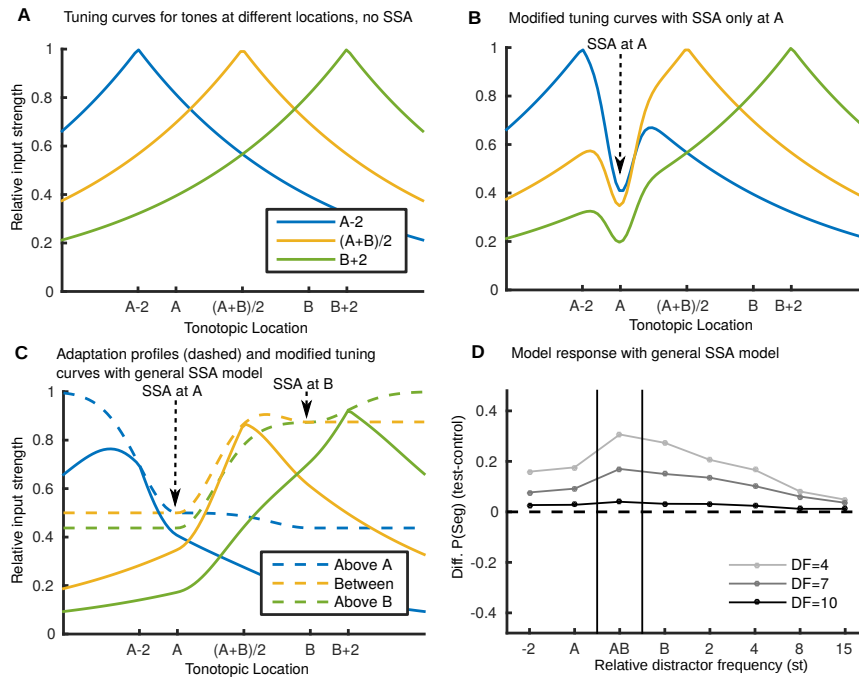 A
Tuning curves for tones at different locations, no SSA
Relative input strength
1
0.8
0.6
0.4
0.2
0
A-2
(A+B)/2
B+2
A-2
A
(A+B)/2
B
B+2
Tonotopic Location
B
Modified tuning curves with SSA only at A
SSA at A
Relative input strength
1
0.8
0.6
0.4
0.2
0
A-2
A
(A+B)/2
B
B+2
Tonotopic Location
C
Adaptation profiles (dashed) and modified tuning
curves with general SSA model
SSA at A
SSA at B
Relative input strength
1
0.8
0.6
0.4
0.2
0
Above A
Between
Above B
A-2
A
(A+B)/2
B
B+2
Tonotopic Location
D
Model response with general SSA model
Diff. P(Seg) (test-control)
0.4
0.2
0
-0.2
-0.4
DF=4
DF=7
DF=10
-2
A
AB
B
2
4
8
15
Relative distractor frequency (st)